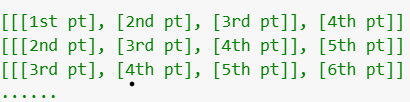 [[[1st pt], [2nd pt], [3rd pt]], [4th pt]]
[[[2nd pt], [3rd pt], [4th pt]], [5th pt]]
[[[3rd pt], [4th pt], [5th pt]], [6th pt]]
......